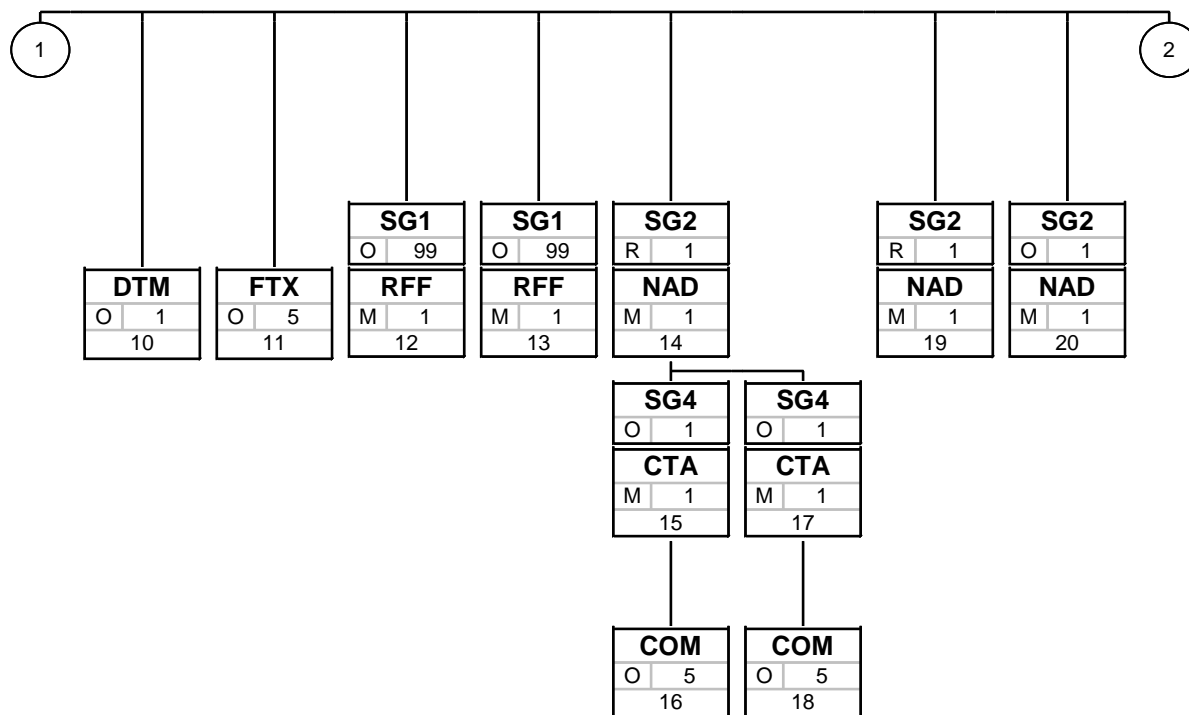 1
2
SG1
O 99
SG1
O 99
SG2
R 1
SG2
R 1
SG2
O 1
DTM
O 1
10
FTX
O 5
11
RFF
M 1
12
RFF
M 1
13
NAD
M 1
14
NAD
M 1
19
NAD
M 1
20
SG4
O 1
SG4
O 1
CTA
M 1
15
CTA
M 1
17
COM
O 5
16
COM
O 5
18